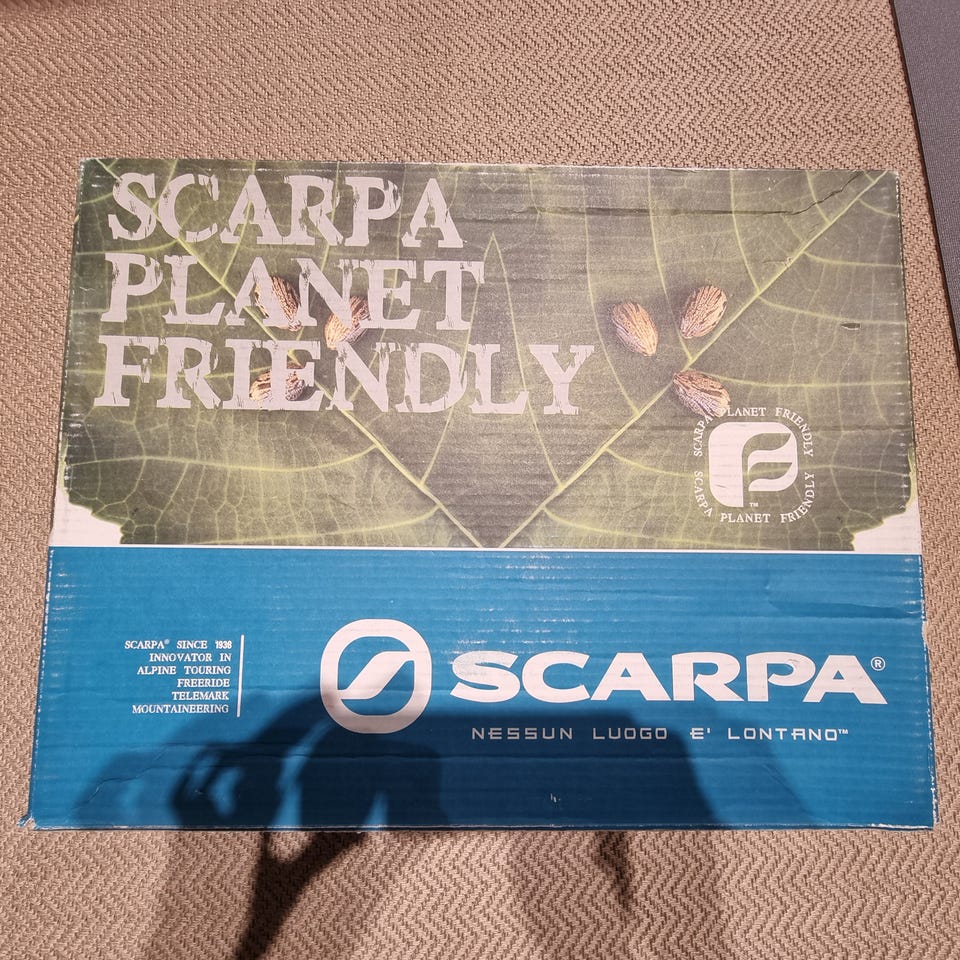 SCARPA
PLANET
FRIENDLY
SCARPA PLANET FRIENDLY
SCARPA PLANET FRIENDLY
TM
SCARPA® SINCE 1938
INNOVATOR IN
ALPINE TOURING
FREERIDE
TELEMARK
MOUNTAINEERING
SCARPA®
NESSUN LUOGO E' LONTANO™